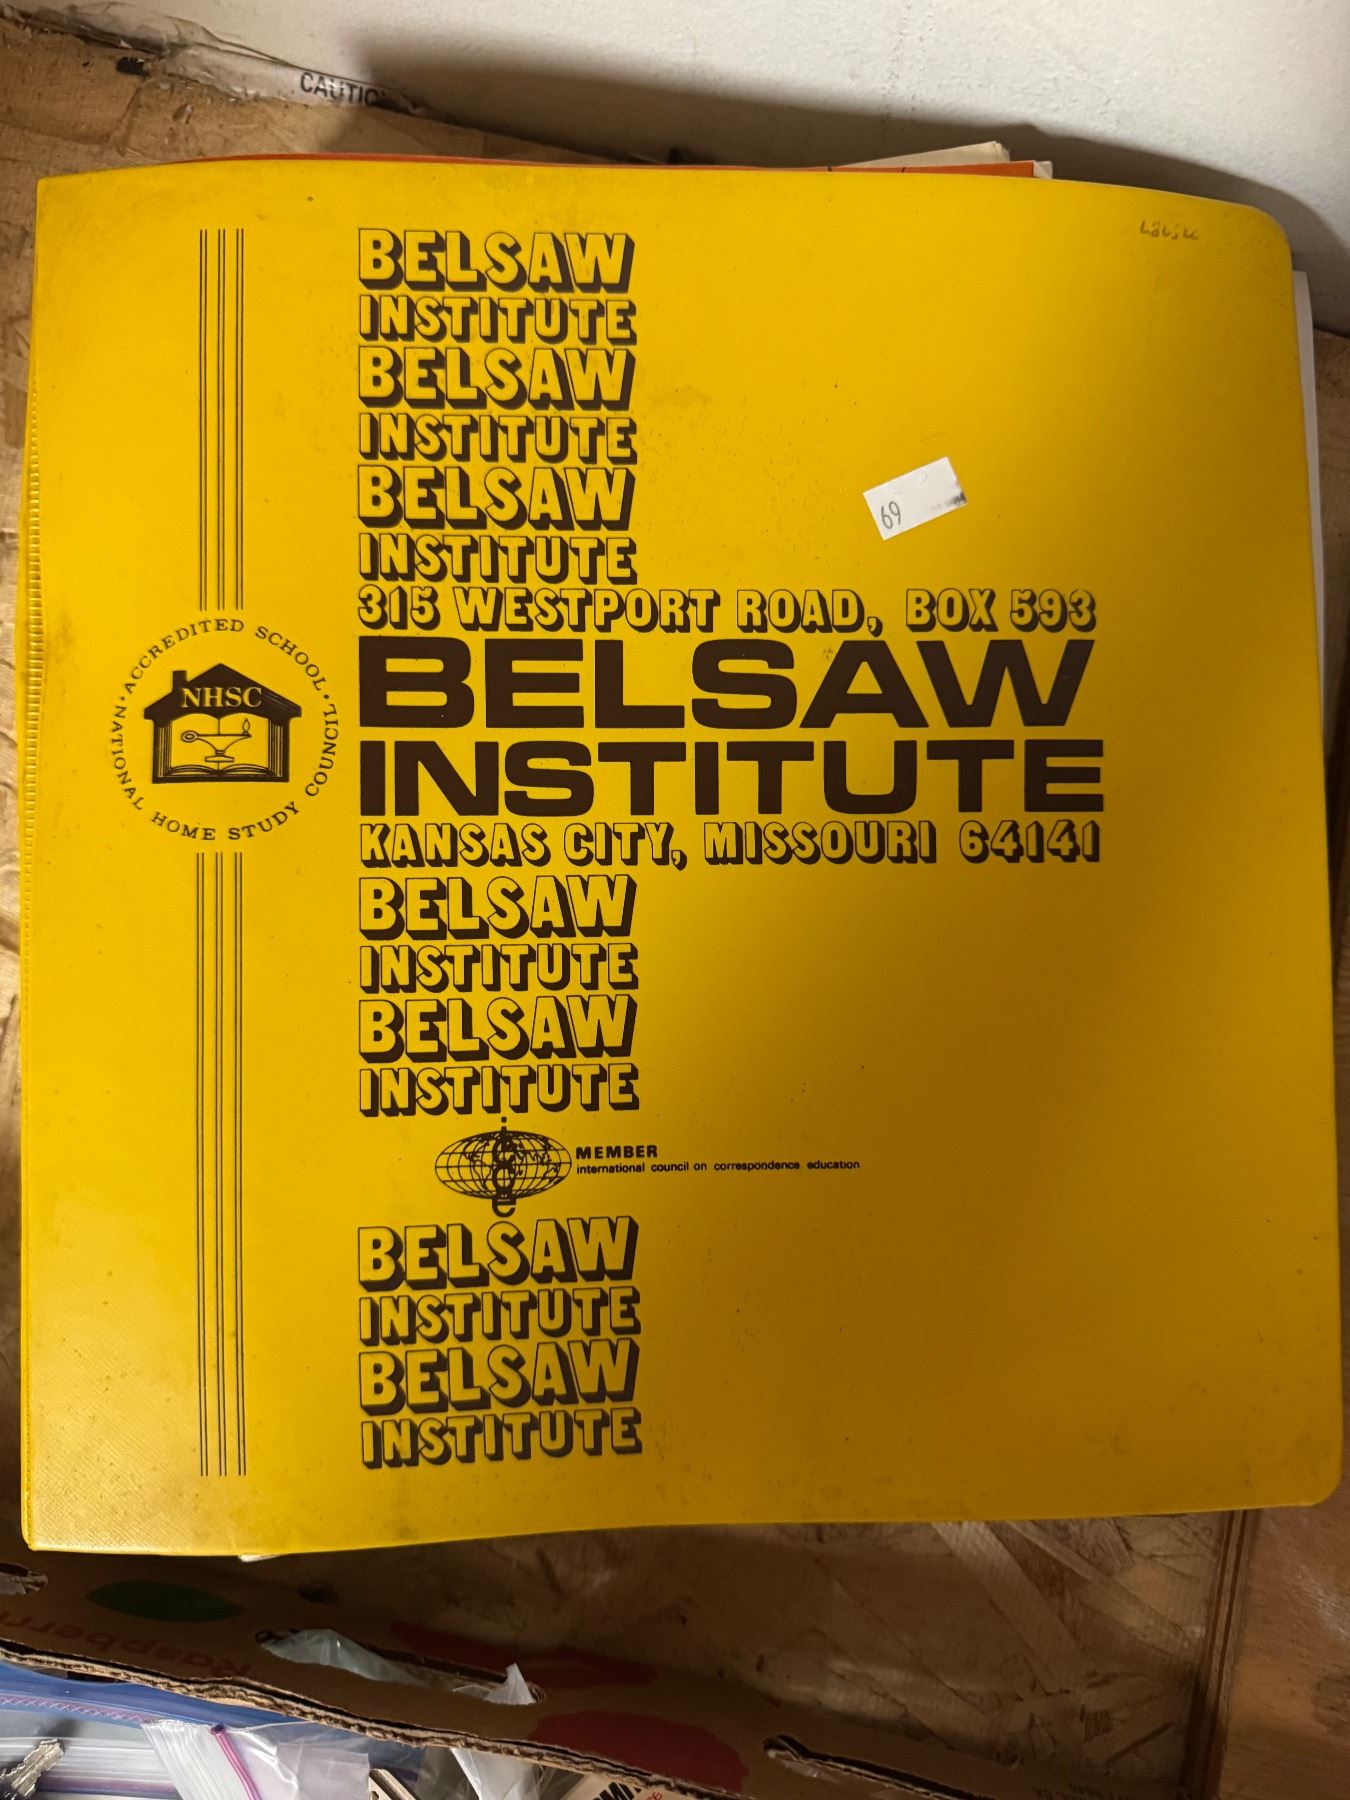 CAUTIO
BELSAW
INSTITUTE
BELSAW
INSTITUTE
69
BELSAW
INSTITUTE
315 WESTPORT ROAD, BOX 593
BELSAW
INSTITUTE
KANSAS CITY, MISSOURI 64141
ACCREDITED SCHOOL · NATIONAL HOME STUDY COUNCIL ·
NHSC
BELSAW
INSTITUTE
BELSAW
INSTITUTE
icce
MEMBER
international council on correspondence education
BELSAW
INSTITUTE
BELSAW
INSTITUTE